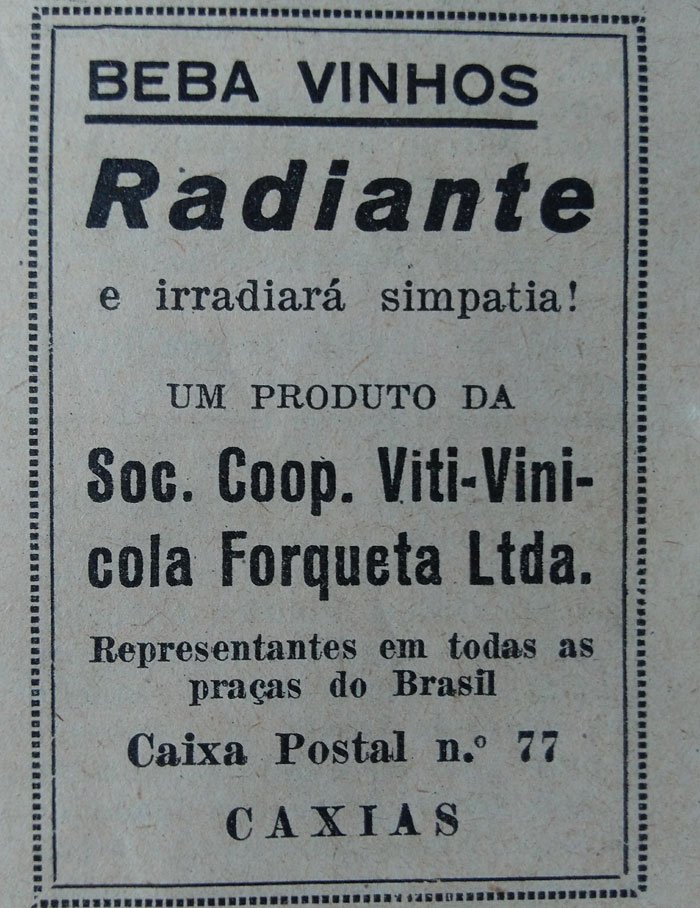 BEBA VINHOS
Radiante
e irradiará simpatia!
UM PRODUTO DA
Soc. Coop. Viti-Vini-
cola Forqueta Ltda.
Representantes em todas as
praças do Brasil
Caixa Postal n.º 77
CAXIAS